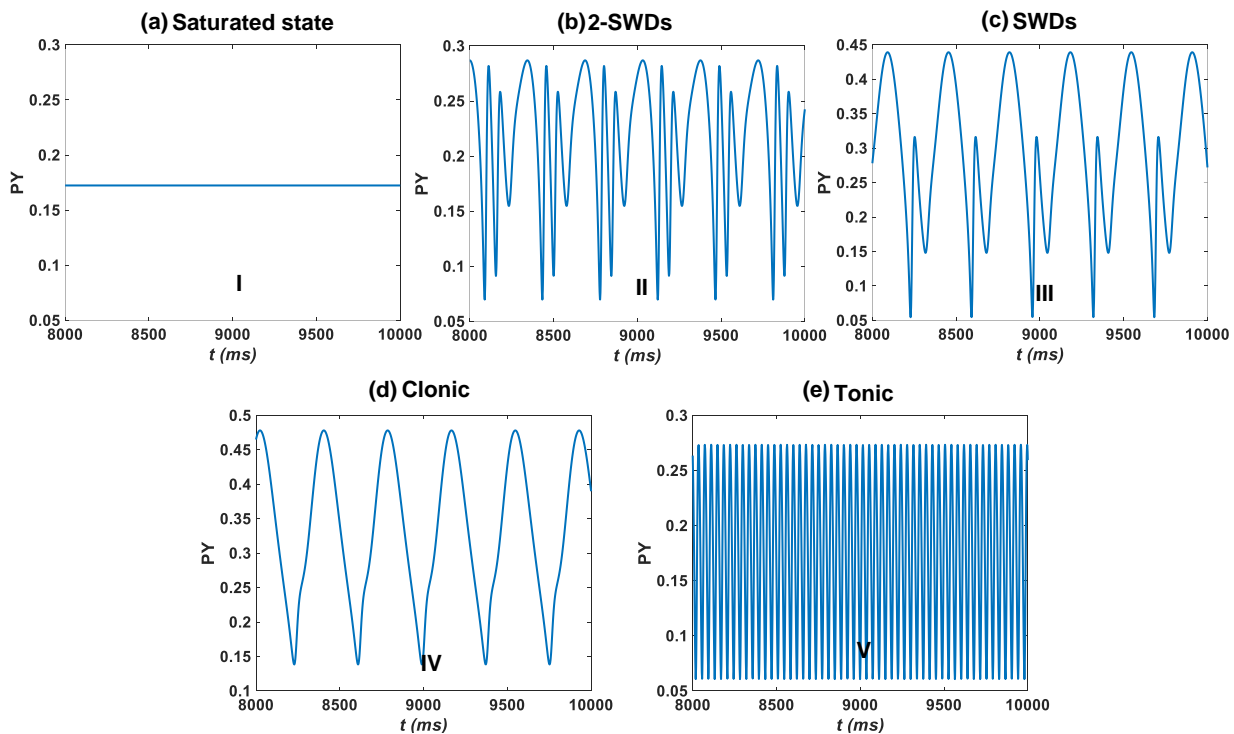 (a) Saturated state
0.3
0.25
0.2
0.15
0.1
0.05
PY
I
8000 8500 9000 9500 10000
t (ms)
(b) 2-SWDs
0.3
0.25
0.2
0.15
0.1
0.05
PY
II
8000 8500 9000 9500 10000
t (ms)
(c) SWDs
0.45
0.4
0.35
0.3
0.25
0.2
0.15
0.1
0.05
PY
III
8000 8500 9000 9500 10000
t (ms)
(d) Clonic
0.5
0.45
0.4
0.35
0.3
0.25
0.2
0.15
0.1
PY
IV
8000 8500 9000 9500 10000
t (ms)
(e) Tonic
0.3
0.25
0.2
0.15
0.1
0.05
PY
V
8000 8500 9000 9500 10000
t (ms)